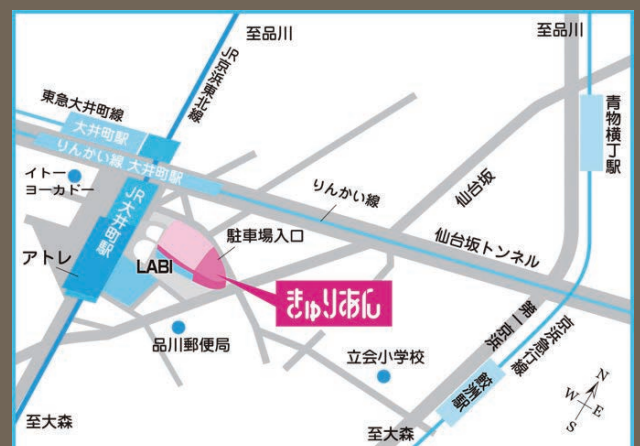 至品川
至品川
JR京浜東北線
東急大井町線
大井町駅
りんかい線 大井町駅
青物横丁駅
イトー
ヨーカドー
JR大井町駅
りんかい線
仙台坂
駐車場入口
仙台坂トンネル
アトレ
LABI
きゅりあん
品川郵便局
第一京浜
京浜急行線
立会小学校
鮫洲駅
N
W
E
S
至大森
至大森